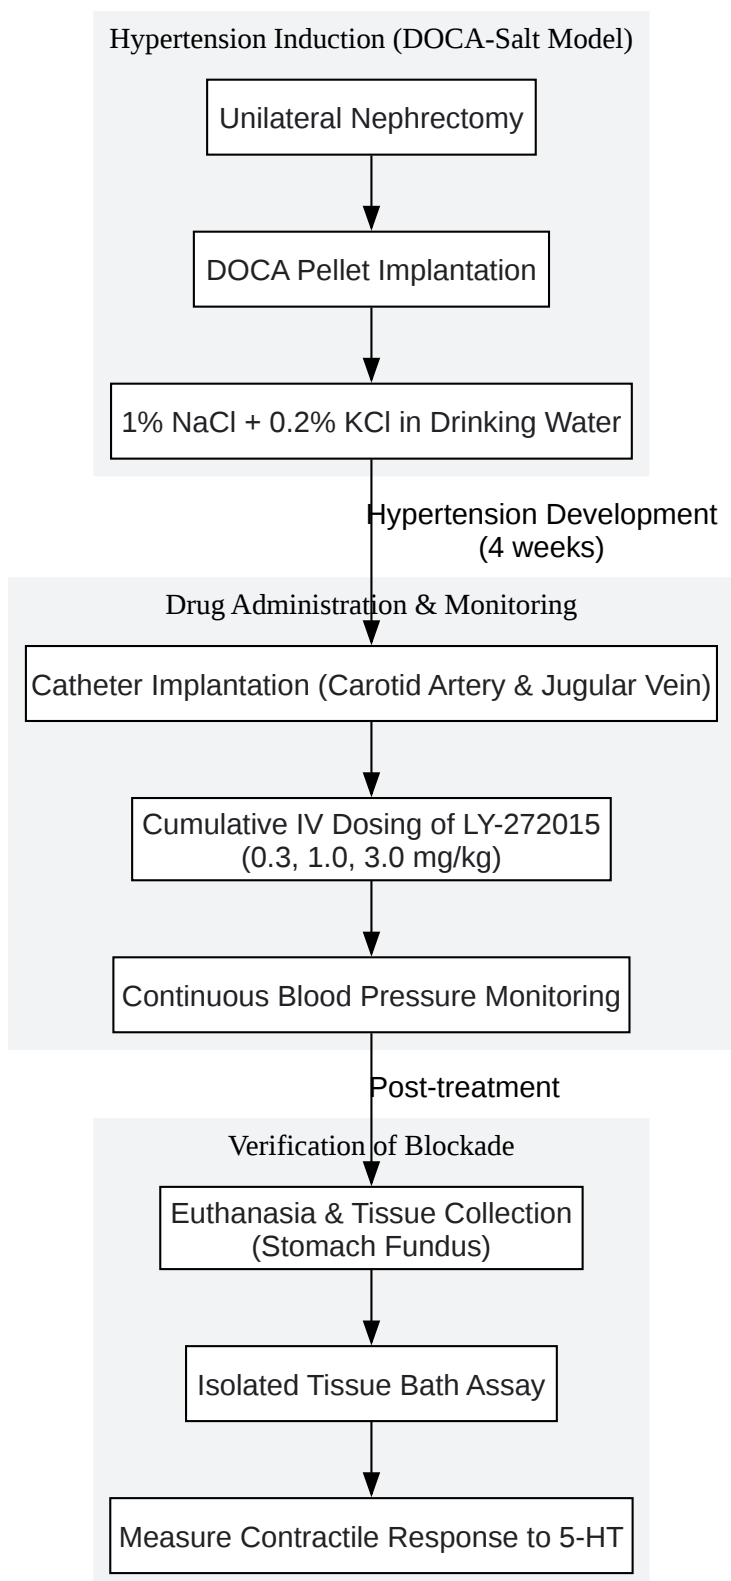 Hypertension Induction (DOCA-Salt Model)
Unilateral Nephrectomy
DOCA Pellet Implantation
1% NaCl + 0.2% KCl in Drinking Water
Hypertension Development
(4 weeks)
Drug Administration & Monitoring
Catheter Implantation (Carotid Artery & Jugular Vein)
Cumulative IV Dosing of LY-272015
(0.3, 1.0, 3.0 mg/kg)
Continuous Blood Pressure Monitoring
Post-treatment
Verification of Blockade
Euthanasia & Tissue Collection
(Stomach Fundus)
Isolated Tissue Bath Assay
Measure Contractile Response to 5-HT